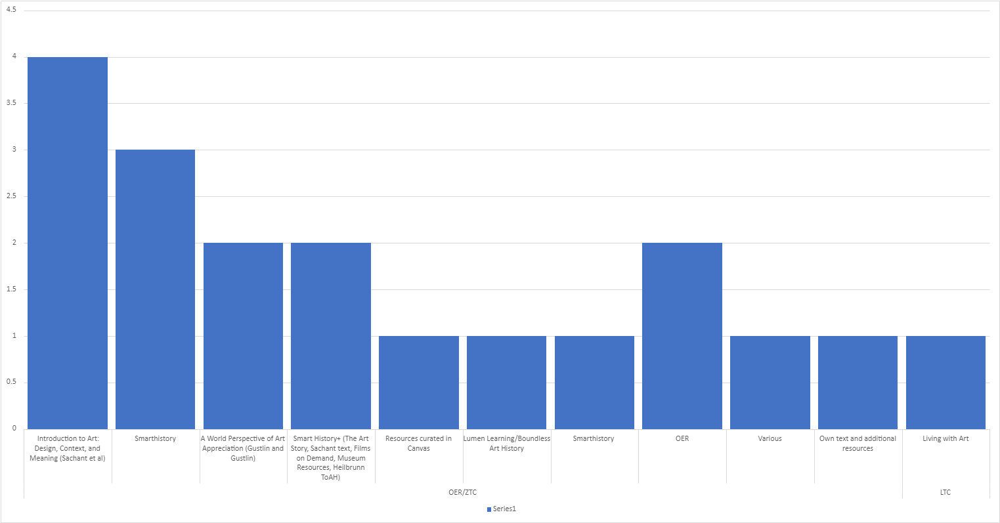 4.5
4
3.5
3
2.5
2
1.5
1
0.5
0
Introduction to Art:
Design, Context, and
Meaning (Sachant et al)
Smarthistory
A World Perspective of Art
Appreciation (Gustlin and
Gustlin)
Smart History+ (The Art
Story, Sachant text, Films
on Demand, Museum
Resources, Heilbrunn
ToAH)
Resources curated in
Canvas
Lumen Learning/Boundless
Art History
Smarthistory
OER
Various
Own text and additional
resources
Living with Art
OER/ZTC
LTC
Series1